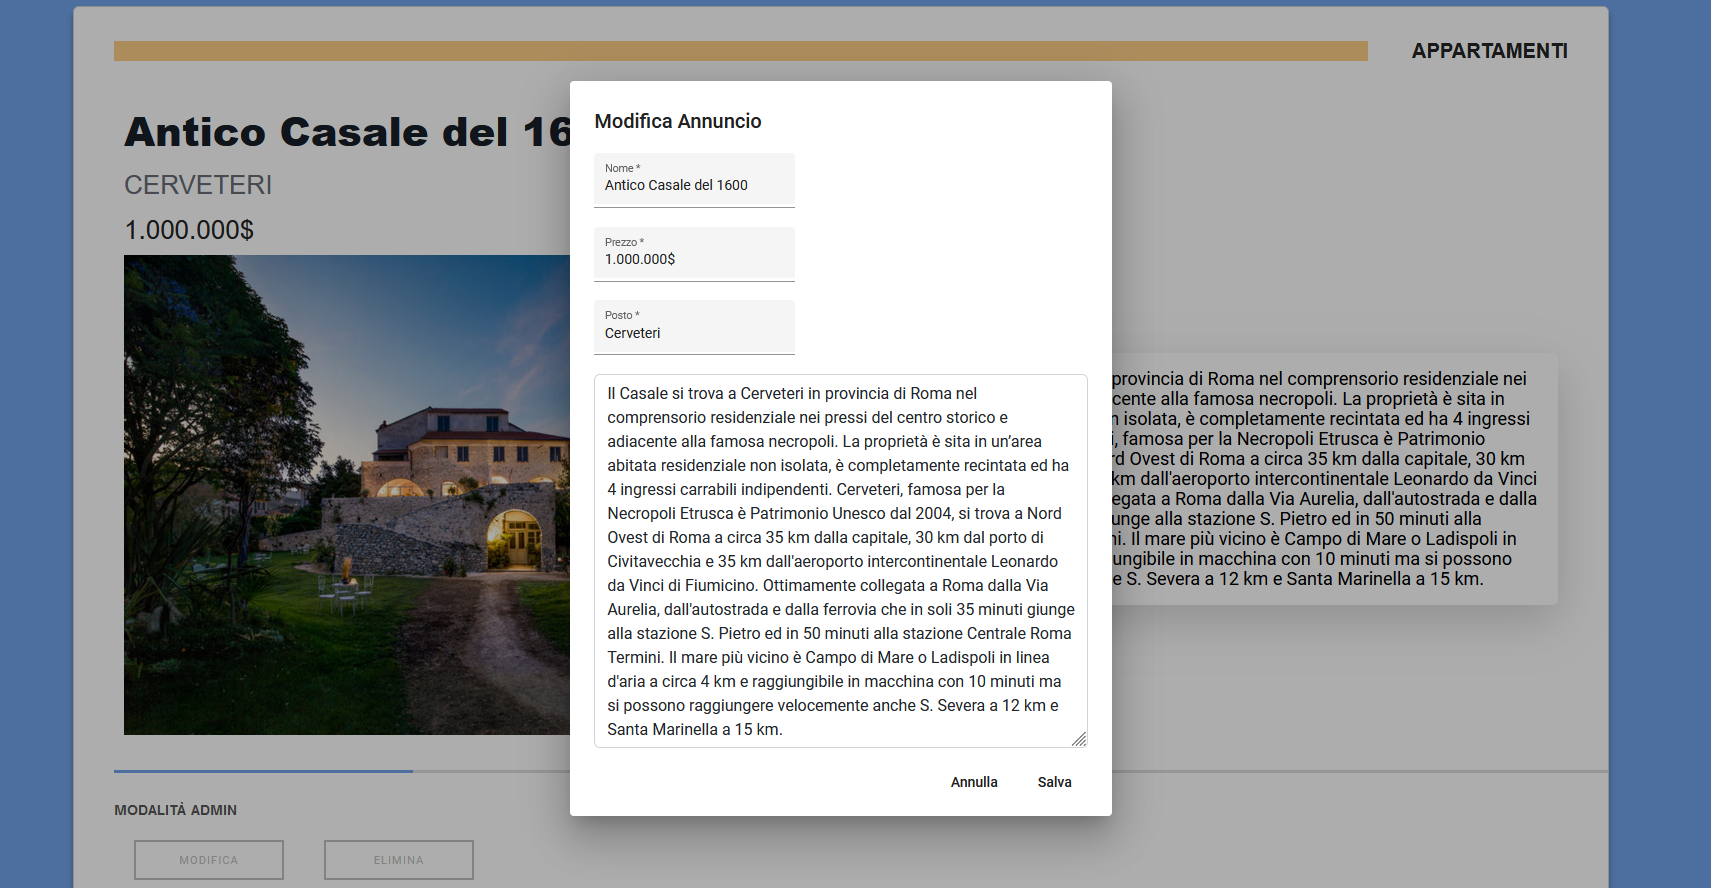 APPARTAMENTI
Antico Casale del 16
CERVETERI
1.000.000$
Modifica Annuncio
Nome *
Antico Casale del 1600
Prezzo *
1.000.000$
Posto *
Cerveteri
Il Casale si trova a Cerveteri in provincia di Roma nel
comprensorio residenziale nei pressi del centro storico e
adiacente alla famosa necropoli. La proprietà è sita in un'area
abitata residenziale non isolata, è completamente recintata ed ha
4 ingressi carrabili indipendenti. Cerveteri, famosa per la
Necropoli Etrusca è Patrimonio Unesco dal 2004, si trova a Nord
Ovest di Roma a circa 35 km dalla capitale, 30 km dal porto di
Civitavecchia e 35 km dall'aeroporto intercontinentale Leonardo
da Vinci di Fiumicino. Ottimamente collegata a Roma dalla Via
Aurelia, dall'autostrada e dalla ferrovia che in soli 35 minuti giunge
alla stazione S. Pietro ed in 50 minuti alla stazione Centrale Roma
Termini. Il mare più vicino è Campo di Mare o Ladispoli in linea
d'aria a circa 4 km e raggiungibile in macchina con 10 minuti ma
si possono raggiungere velocemente anche S. Severa a 12 km e
Santa Marinella a 15 km.
Annulla Salva
provincia di Roma nel comprensorio residenziale nei
cente alla famosa necropoli. La proprietà è sita in
isolata, è completamente recintata ed ha 4 ingressi
, famosa per la Necropoli Etrusca è Patrimonio
rd Ovest di Roma a circa 35 km dalla capitale, 30 km
km dall'aeroporto intercontinentale Leonardo da Vinci
egata a Roma dalla Via Aurelia, dall'autostrada e dalla
unge alla stazione S. Pietro ed in 50 minuti alla
ni. Il mare più vicino è Campo di Mare o Ladispoli in
ungibile in macchina con 10 minuti ma si possono
e S. Severa a 12 km e Santa Marinella a 15 km.
MODALITÀ ADMIN
MODIFICA ELIMINA